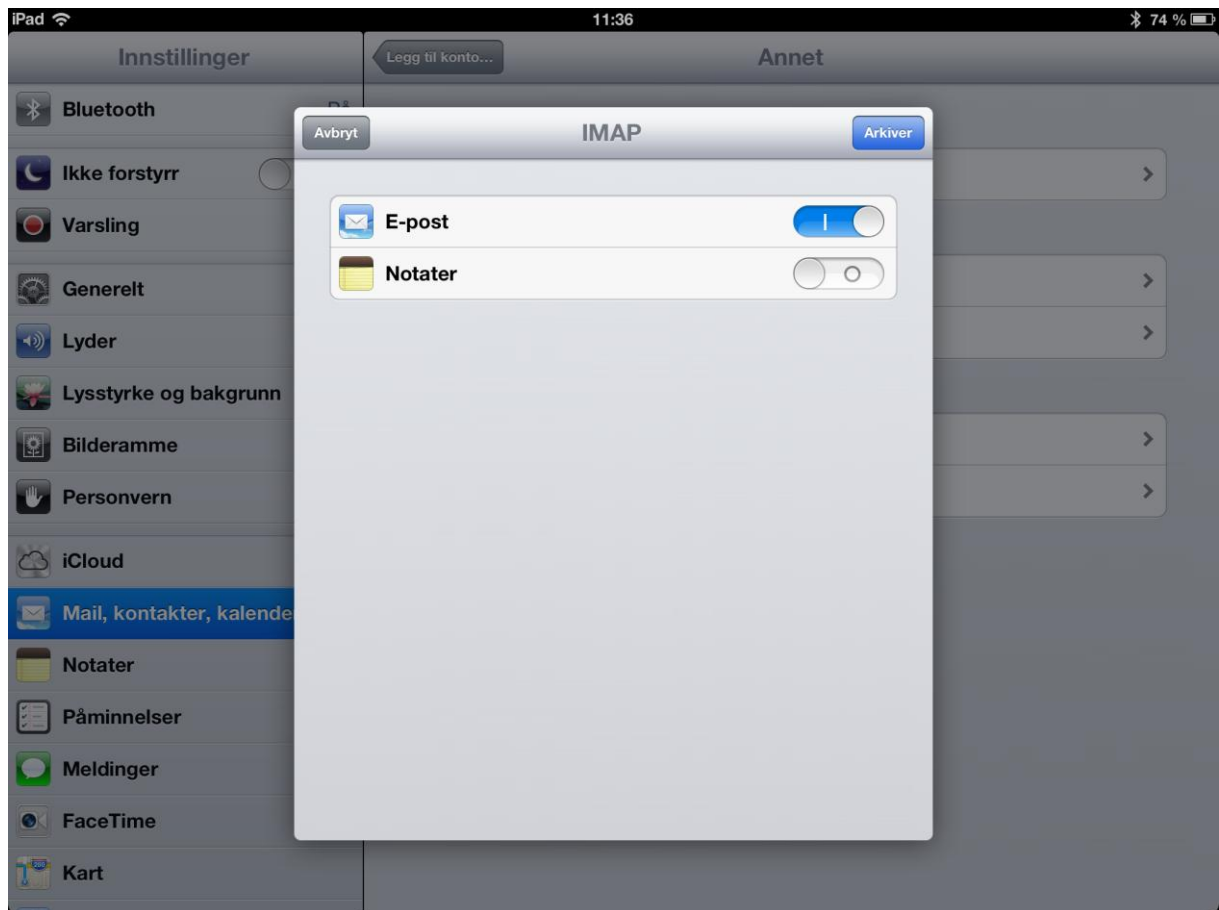 iPad 11:36 74 %
Innstillinger
Legg til konto... Annet
Bluetooth
Avbryt IMAP Arkiver
Ikke forstyrr
E-post
Varsling
Notater
Generelt
Lyder
Lysstyrke og bakgrunn
Bilderamme
Personvern
iCloud
Mail, kontakter, kalende
Notater
Påminnelser
Meldinger
FaceTime
Kart